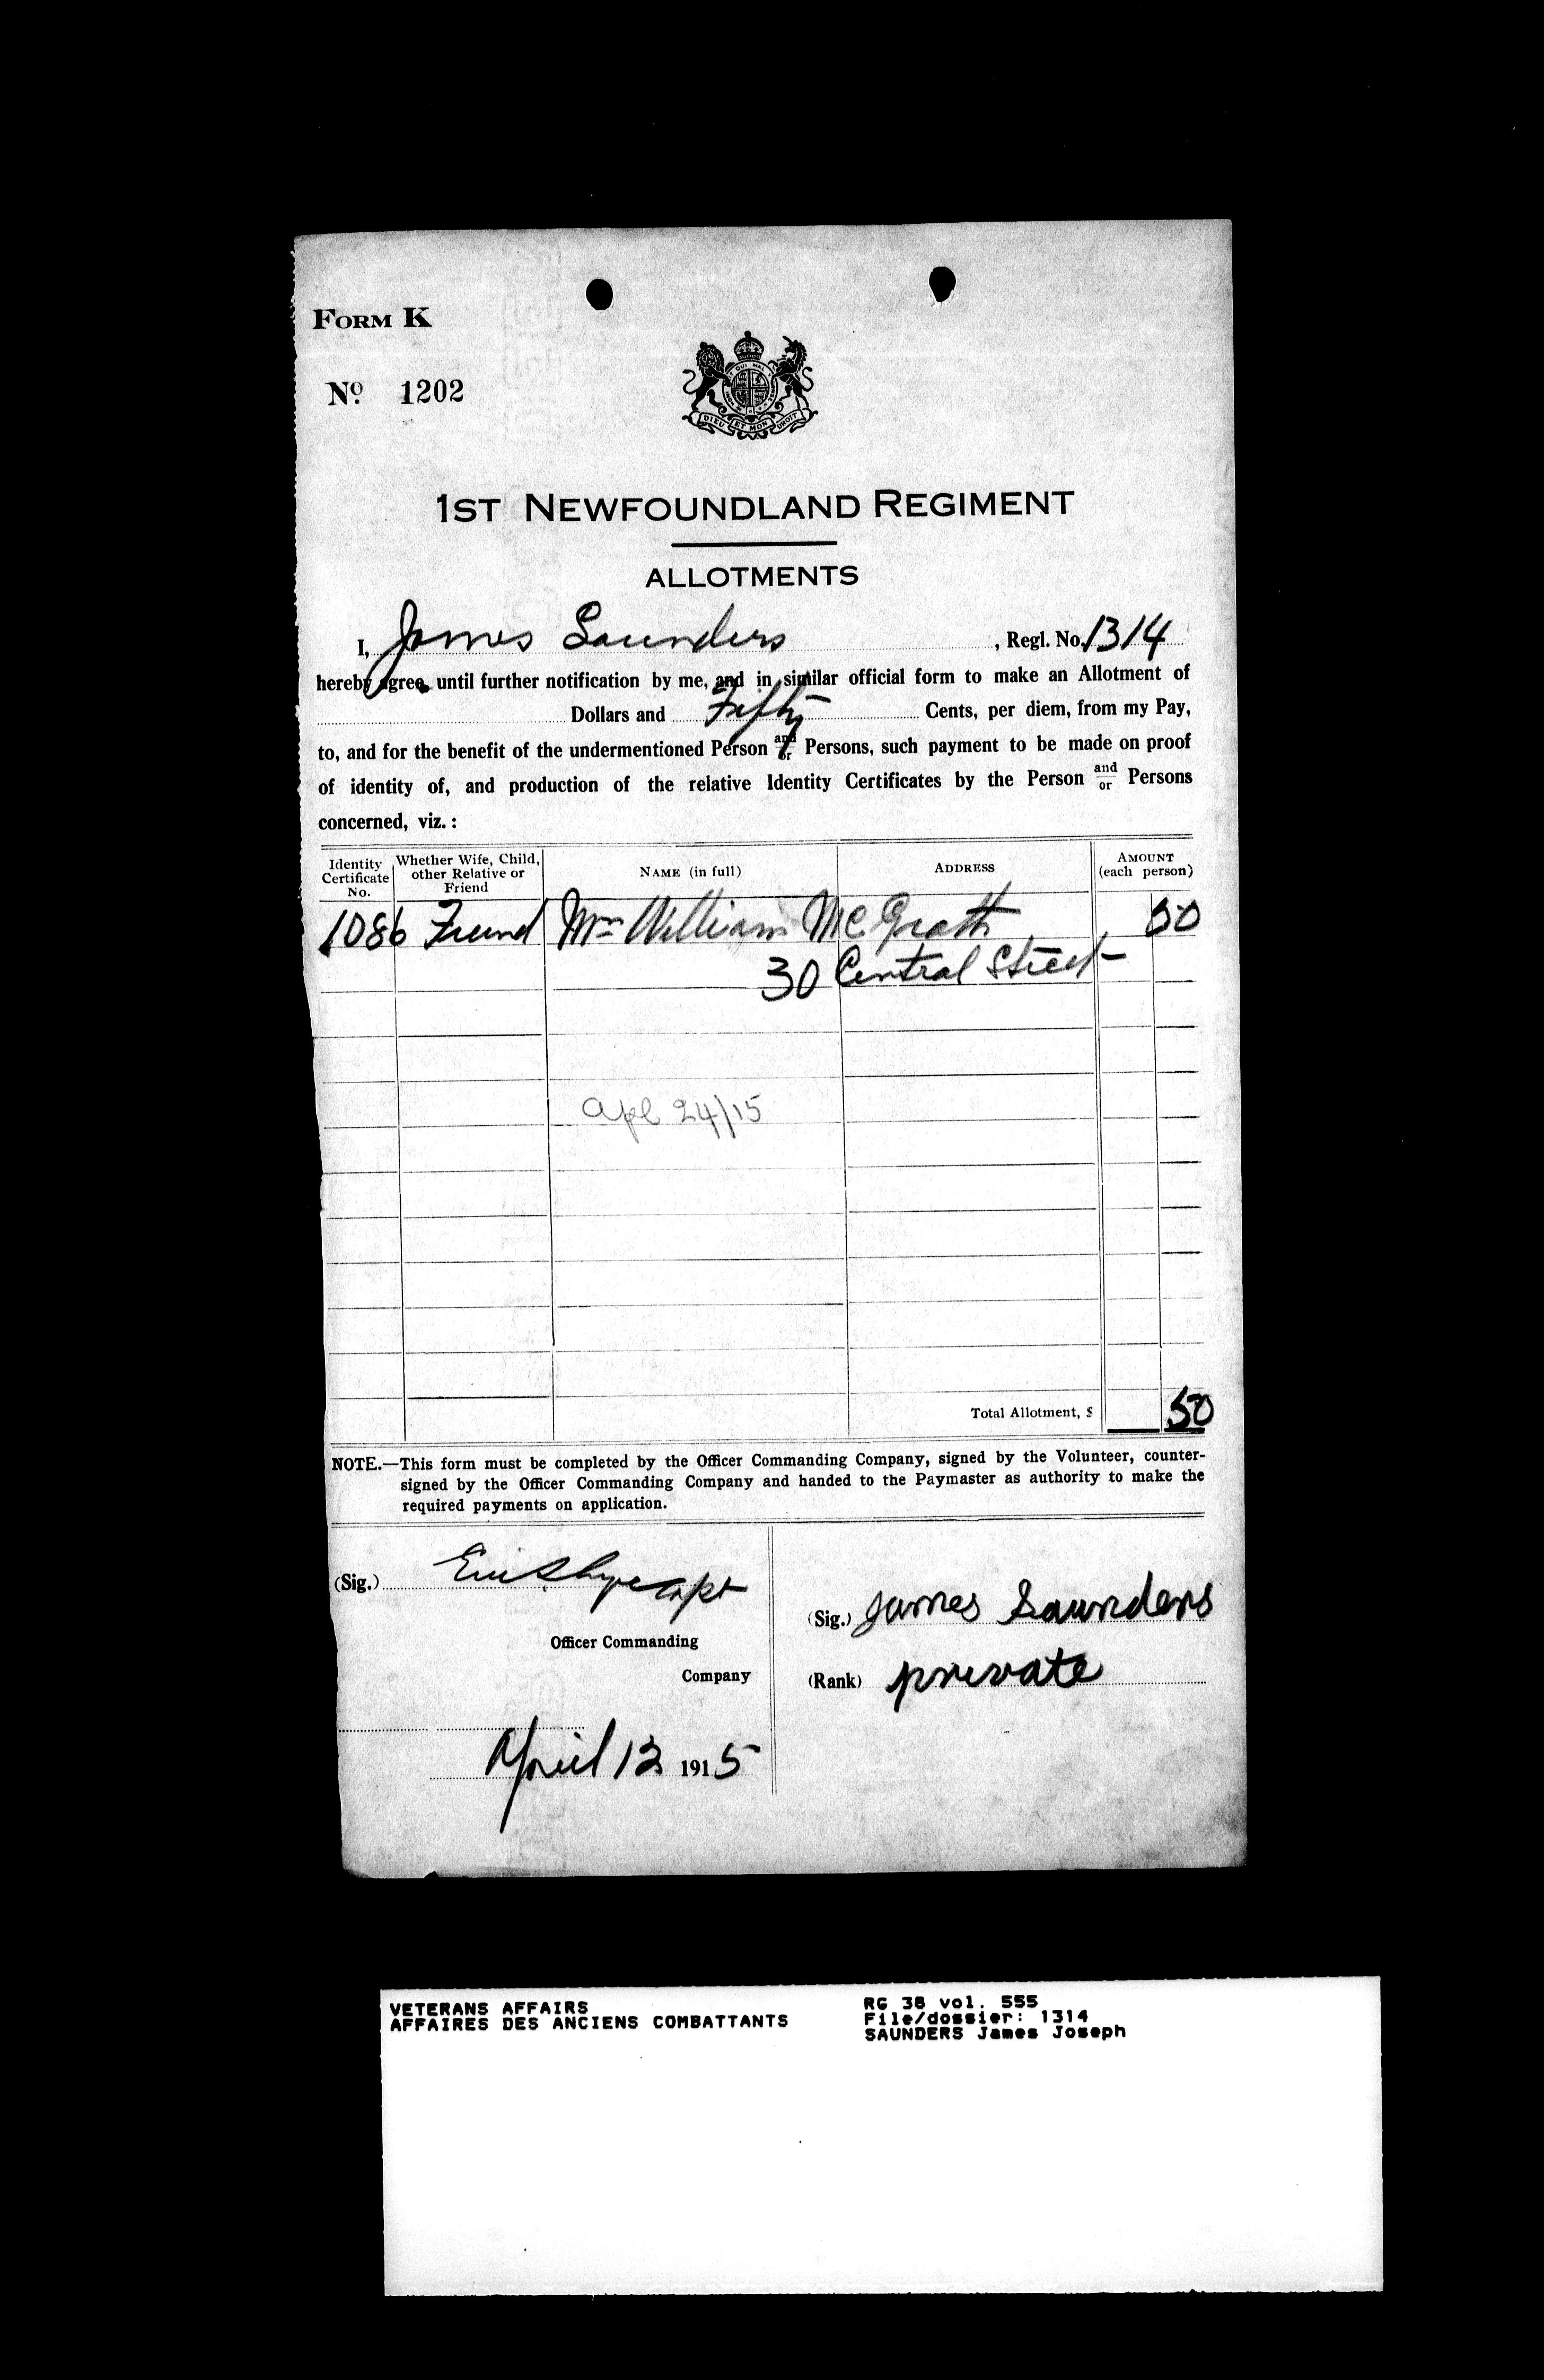 FORM K
No. 1202
DIEU ET MON DROIT
1ST NEWFOUNDLAND REGIMENT
ALLOTMENTS
I, James Saunders, Regl. No. 1314
hereby agree, until further notification by me, and in similar official form to make an Allotment of
Dollars and Fifty Cents, per diem, from my Pay,
to, and for the benefit of the undermentioned Person and/or Persons, such payment to be made on proof
of identity of, and production of the relative Identity Certificates by the Person and/or Persons
concerned, viz.:
Identity Certificate No. Whether Wife, Child, other Relative or Friend NAME (in full) ADDRESS AMOUNT (each person)
1086 Friend Mrs William McGrath 50
30 Central Street
Apl 24/15
Total Allotment, $ 50
NOTE.—This form must be completed by the Officer Commanding Company, signed by the Volunteer, counter-
signed by the Officer Commanding Company and handed to the Paymaster as authority to make the
required payments on application.
(Sig.) Capt
Officer Commanding
Company
(Sig.) James Saunders
(Rank) private
April 12 1915
VETERANS AFFAIRS
AFFAIRES DES ANCIENS COMBATTANTS
RG 38 vol. 555
File/dossier: 1314
SAUNDERS James Joseph